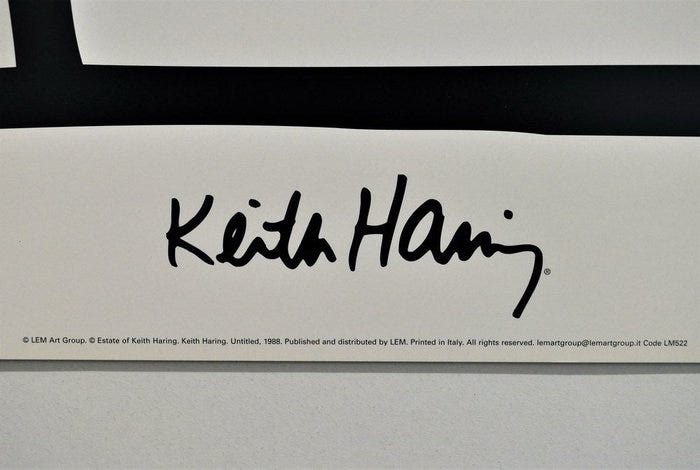 Keith Haring ®
© LEM Art Group. © Estate of Keith Haring. Keith Haring. Untitled, 1988. Published and distributed by LEM. Printed in Italy. All rights reserved. lemartgroup@lemartgroup.it Code LM522